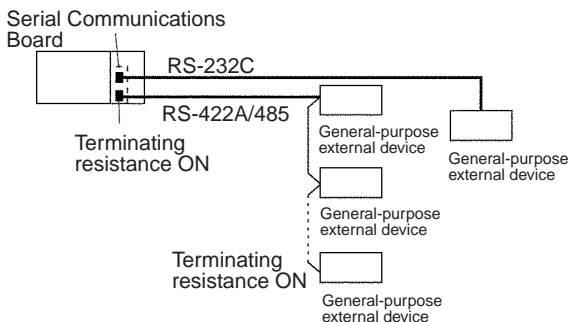 Serial Communications
Board
RS-232C
RS-422A/485
Terminating
resistance ON
General-purpose
external device
General-purpose
external device
General-purpose
external device
Terminating
resistance ON
General-purpose
external device